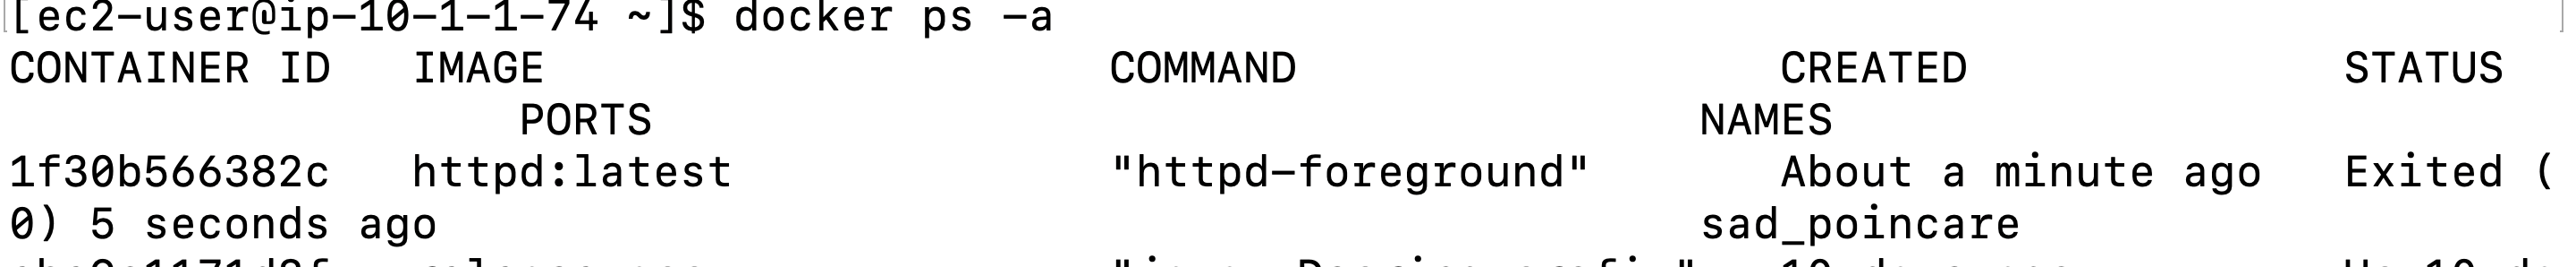 [ec2-user@ip-10-1-1-74 ~]$ docker ps -a
CONTAINER ID   IMAGE                     COMMAND                  CREATED              STATUS
PORTS                                       NAMES
1f30b566382c   httpd:latest              "httpd-foreground"       About a minute ago   Exited (
0) 5 seconds ago                                               sad_poincare